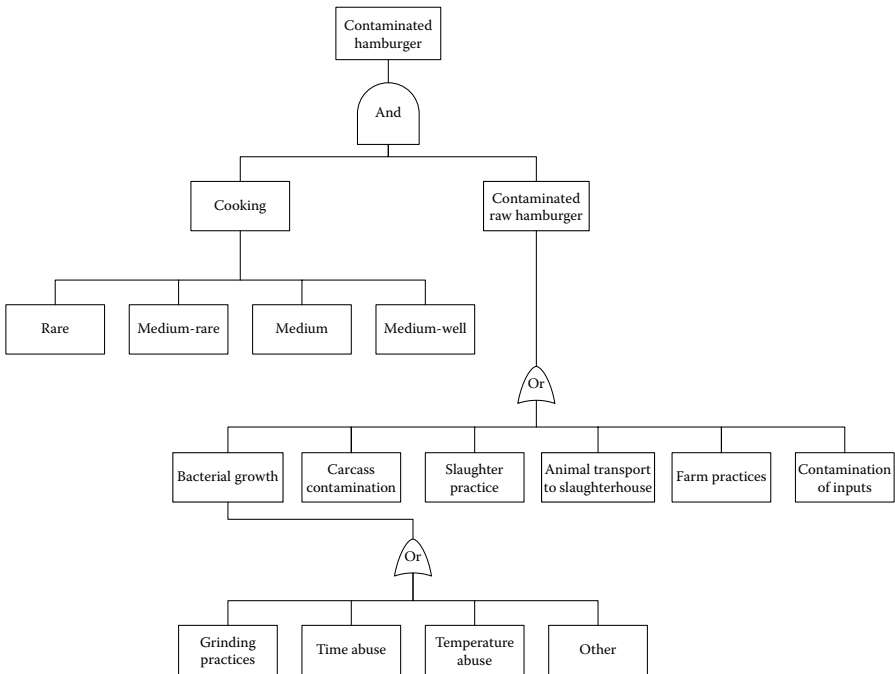 Contaminated
hamburger
And
Cooking
Contaminated
raw hamburger
Rare
Medium-rare
Medium
Medium-well
Or
Bacterial growth
Carcass
contamination
Slaughter
practice
Animal transport
to slaughterhouse
Farm practices
Contamination
of inputs
Or
Grinding
practices
Time abuse
Temperature
abuse
Other